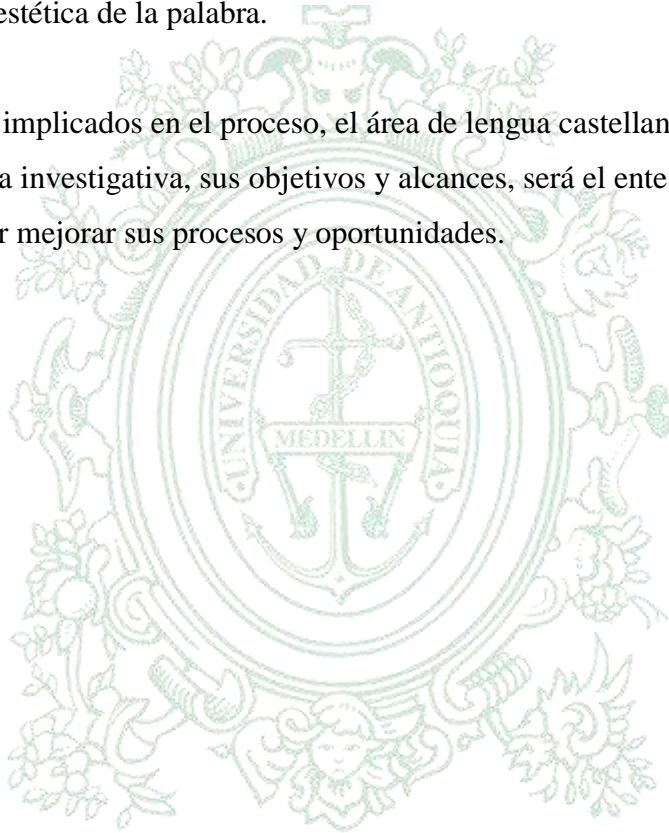 estética de la palabra.
implicados en el proceso, el área de lengua castellan
a investigativa, sus objetivos y alcances, será el ente
r mejorar sus procesos y oportunidades.
UNIVERSIDAD DE ANTIOQUIA
MEDELLIN